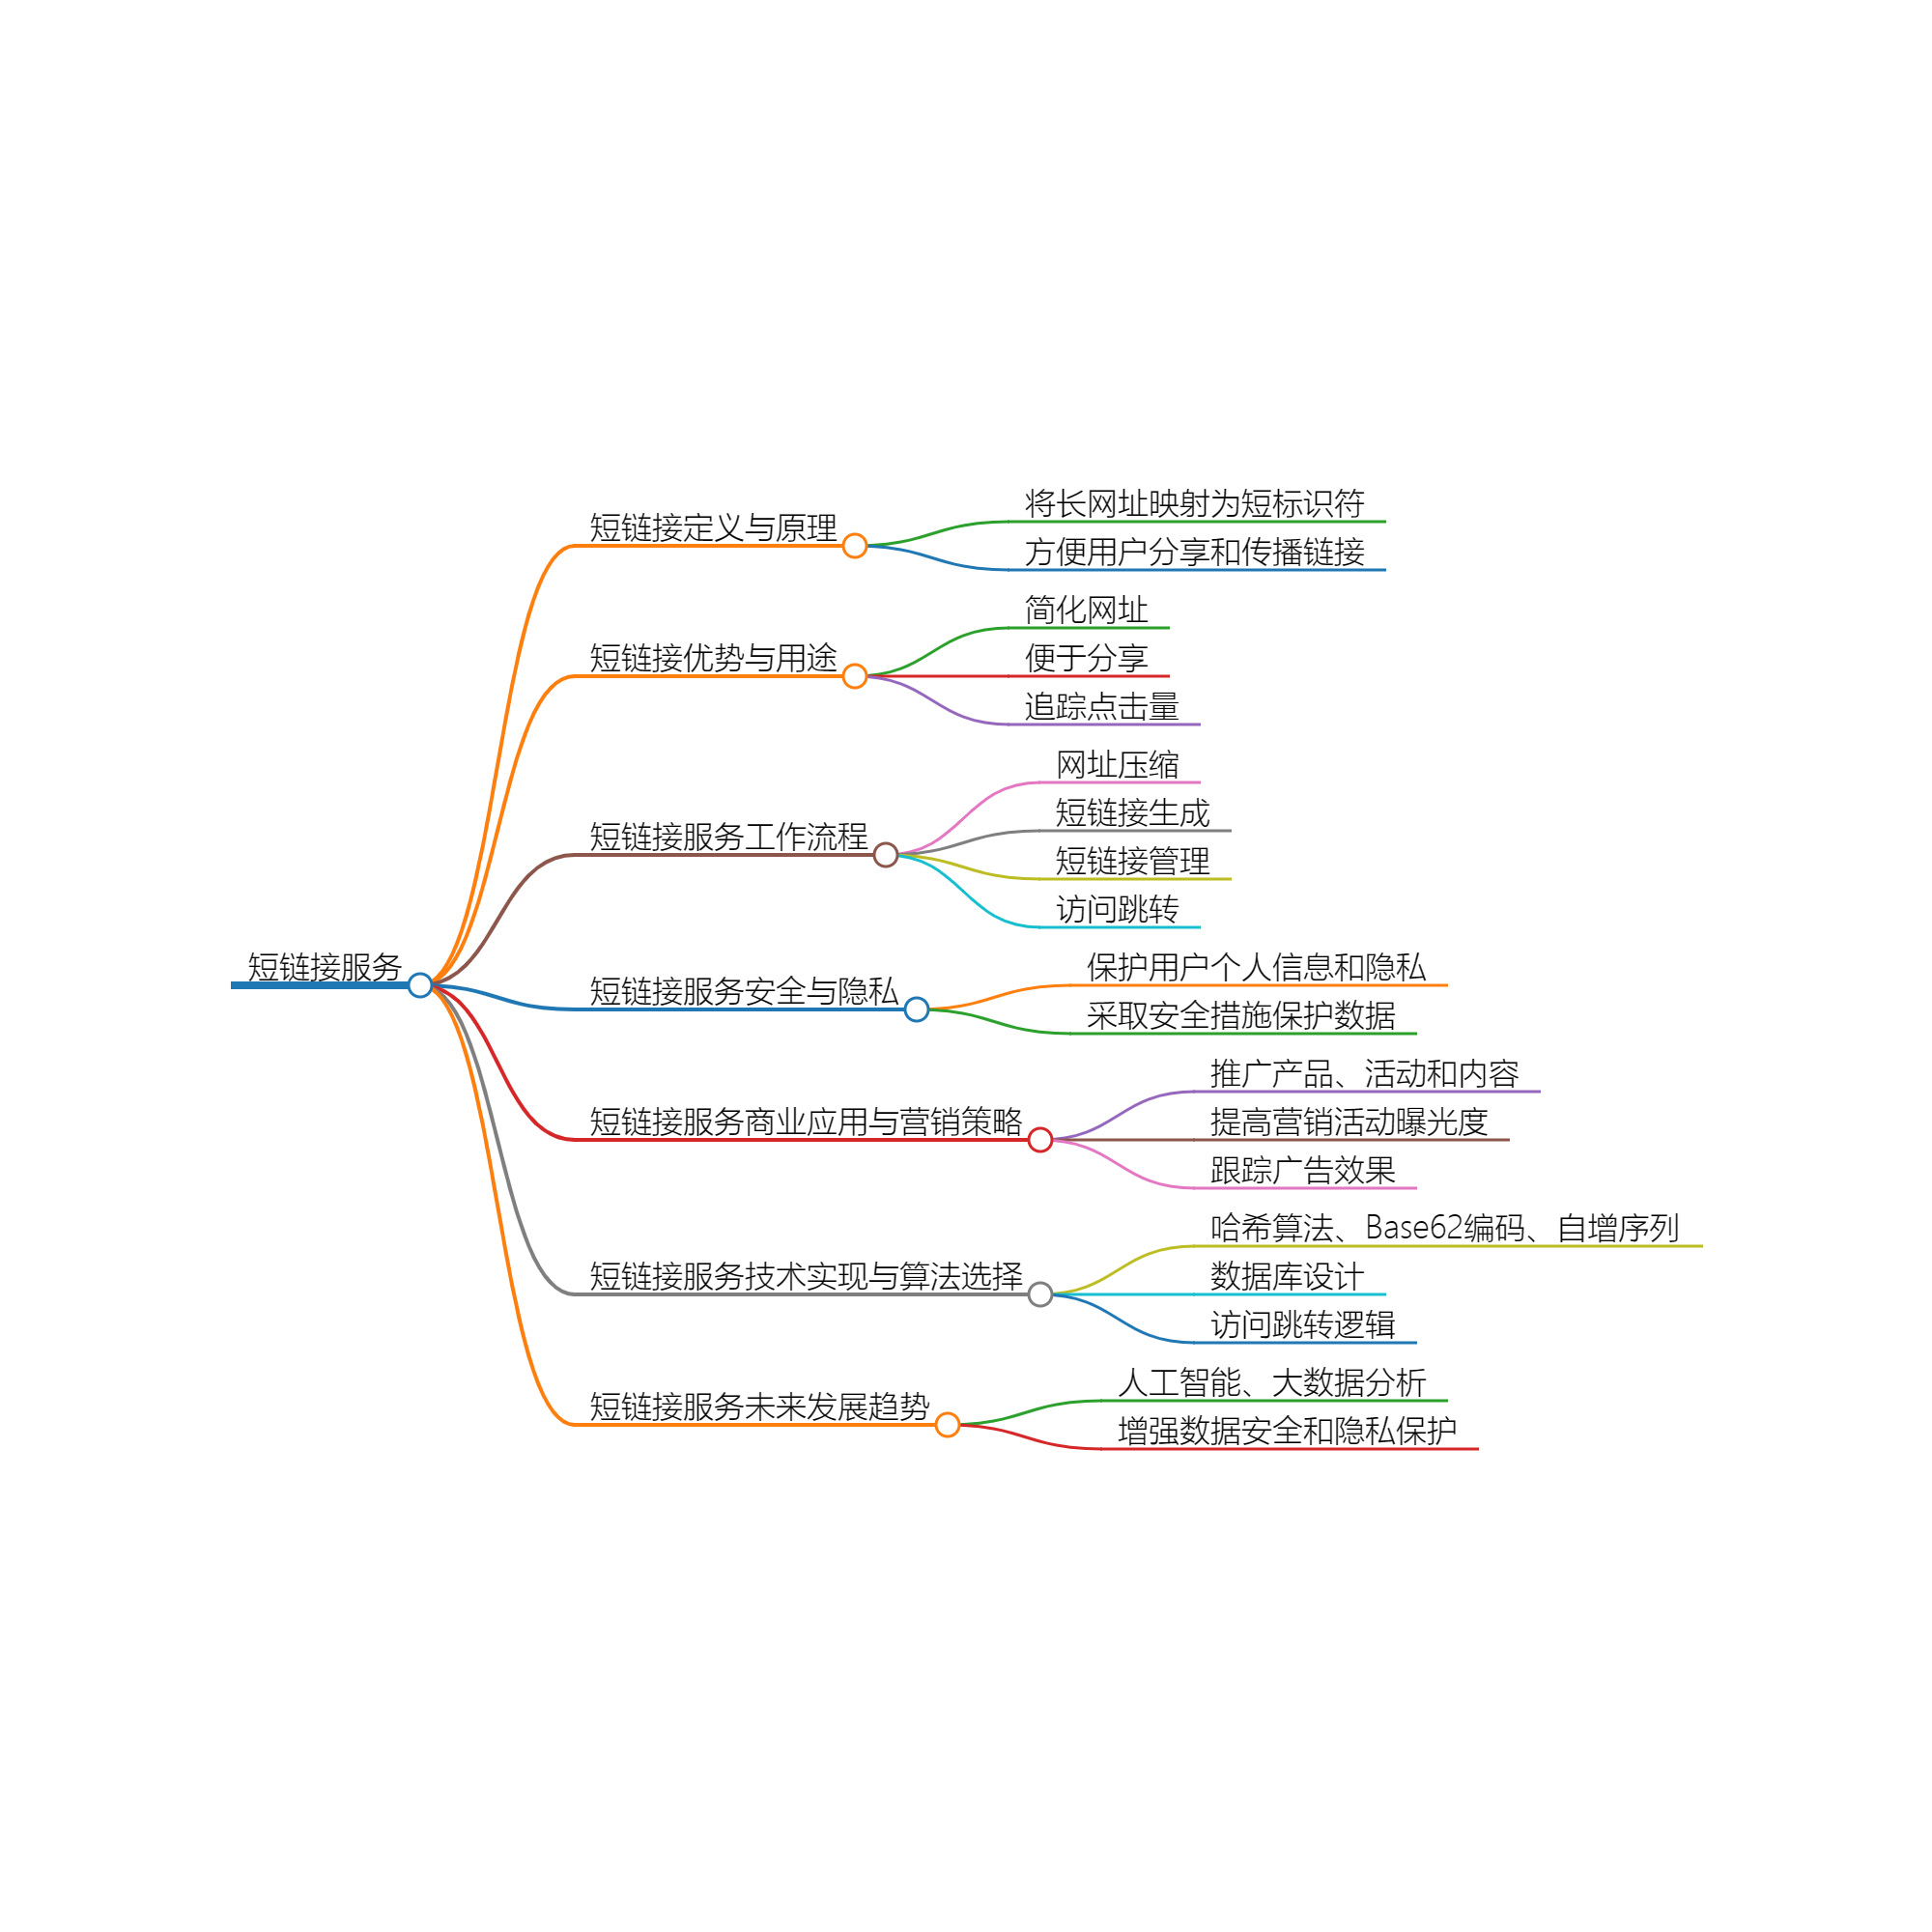 短链接服务
短链接定义与原理
将长网址映射为短标识符
方便用户分享和传播链接
短链接优势与用途
简化网址
便于分享
追踪点击量
短链接服务工作流程
网址压缩
短链接生成
短链接管理
访问跳转
短链接服务安全与隐私
保护用户个人信息和隐私
采取安全措施保护数据
短链接服务商业应用与营销策略
推广产品、活动和内容
提高营销活动曝光度
跟踪广告效果
短链接服务技术实现与算法选择
哈希算法、Base62编码、自增序列
数据库设计
访问跳转逻辑
短链接服务未来发展趋势
人工智能、大数据分析
增强数据安全和隐私保护